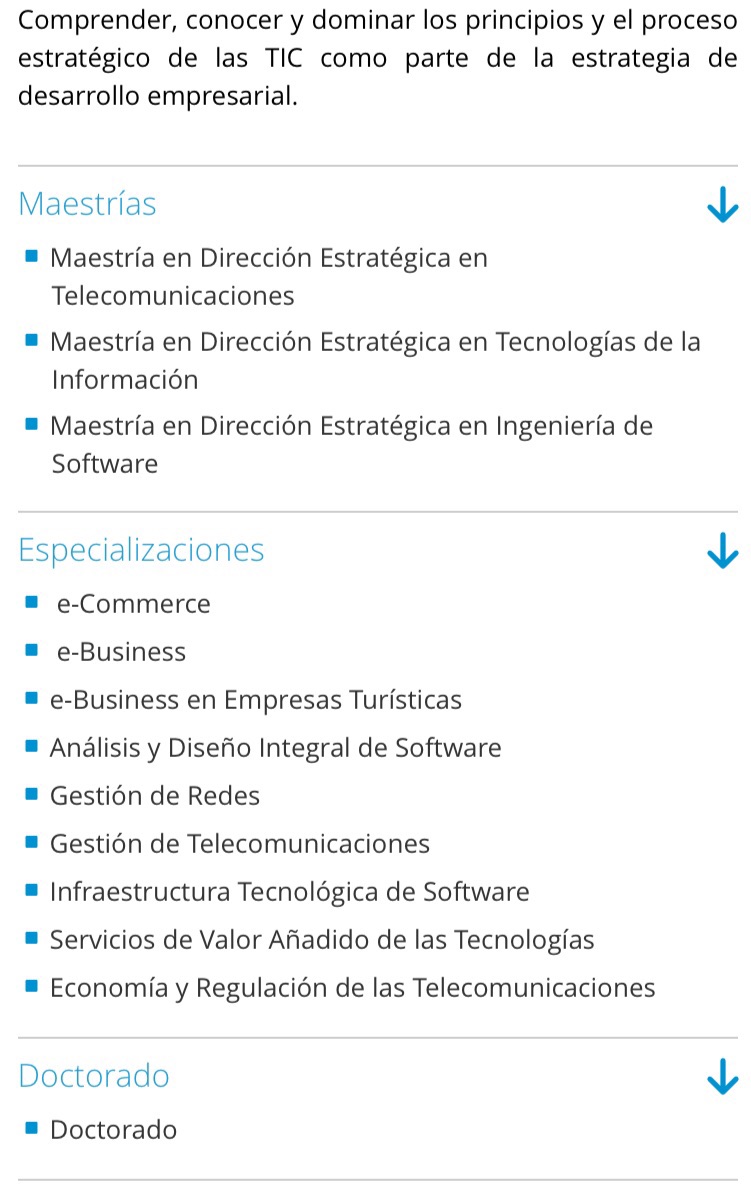 Comprender, conocer y dominar los principios y el proceso
estratégico de las TIC como parte de la estrategia de
desarrollo empresarial.
Maestrías
Maestría en Dirección Estratégica en
Telecomunicaciones
Maestría en Dirección Estratégica en Tecnologías de la
Información
Maestría en Dirección Estratégica en Ingeniería de
Software
Especializaciones
e-Commerce
e-Business
e-Business en Empresas Turísticas
Análisis y Diseño Integral de Software
Gestión de Redes
Gestión de Telecomunicaciones
Infraestructura Tecnológica de Software
Servicios de Valor Añadido de las Tecnologías
Economía y Regulación de las Telecomunicaciones
Doctorado
Doctorado